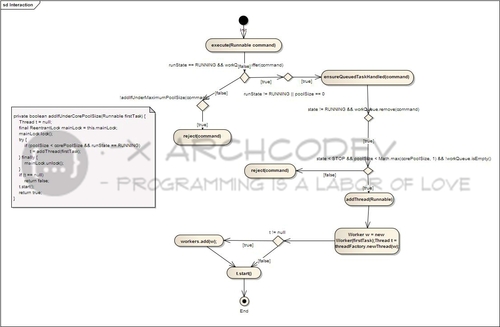 sd Interaction
Init
execute(Runnable command)
runState == RUNNING && workQueue.offer(command)
[false]
[true]
ensureQueuedTaskHandled(command)
runState != RUNNING || poolSize == 0
!addIfUnderMaximumPoolSize(command)
[false]
[true]
[true]
reject(command)
state != RUNNING && workQueue.remove(command)
private boolean addIfUnderCorePoolSize(Runnable firstTask) {
Thread t = null;
final ReentrantLock mainLock = this.mainLock;
mainLock.lock();
try {
if (poolSize < corePoolSize && runState == RUNNING)
t = addThread(firstTask);
} finally {
mainLock.unlock();
}
if (t == null)
return false;
t.start();
return true;
}
{...} : X ARCHCODEV
- PROGRAMMING IS A LABOR OF LOVE
state < STOP && poolSize < Math.max(corePoolSize, 1) && !workQueue.isEmpty()
reject(command)
[true]
[false]
[true]
addThread(Runnable)
Worker w = new
Worker(firstTask);Thread t =
threadFactory.newThread(w);
t != null
[true]
workers.add(w);
[false]
t.start()
End